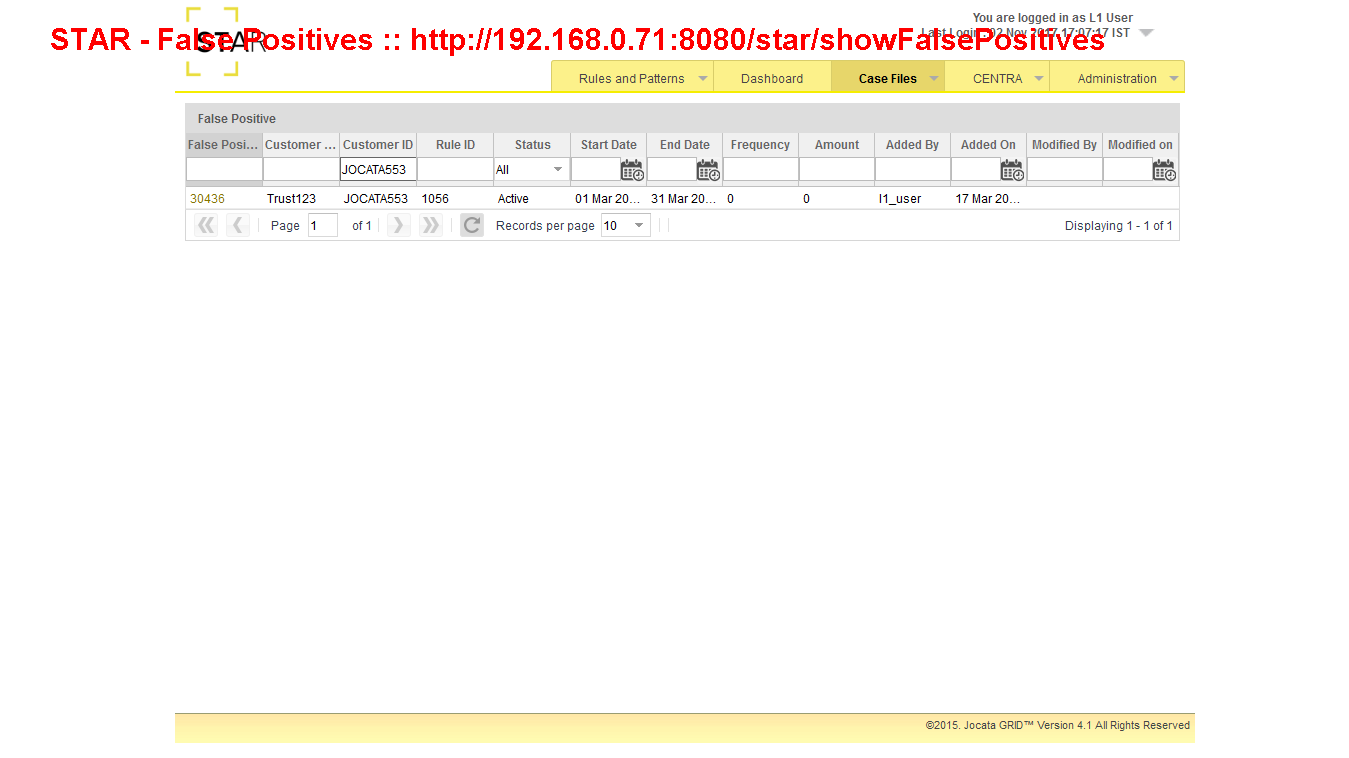 You are logged in as L1 User
STAR
STAR - False Positives :: http://192.168.0.71:8080/star/showFalsePositives
Last Login : 02 Nov 2017 17:07:17 IST
Rules and Patterns Dashboard Case Files CENTRA Administration
False Positive
False Posi... Customer ... Customer ID Rule ID Status Start Date End Date Frequency Amount Added By Added On Modified By Modified on
JOCATA553 All
30436 Trust123 JOCATA553 1056 Active 01 Mar 20... 31 Mar 20... 0 0 l1_user 17 Mar 20...
Page 1 of 1 Records per page 10 Displaying 1 - 1 of 1
©2015. Jocata GRID™ Version 4.1 All Rights Reserved